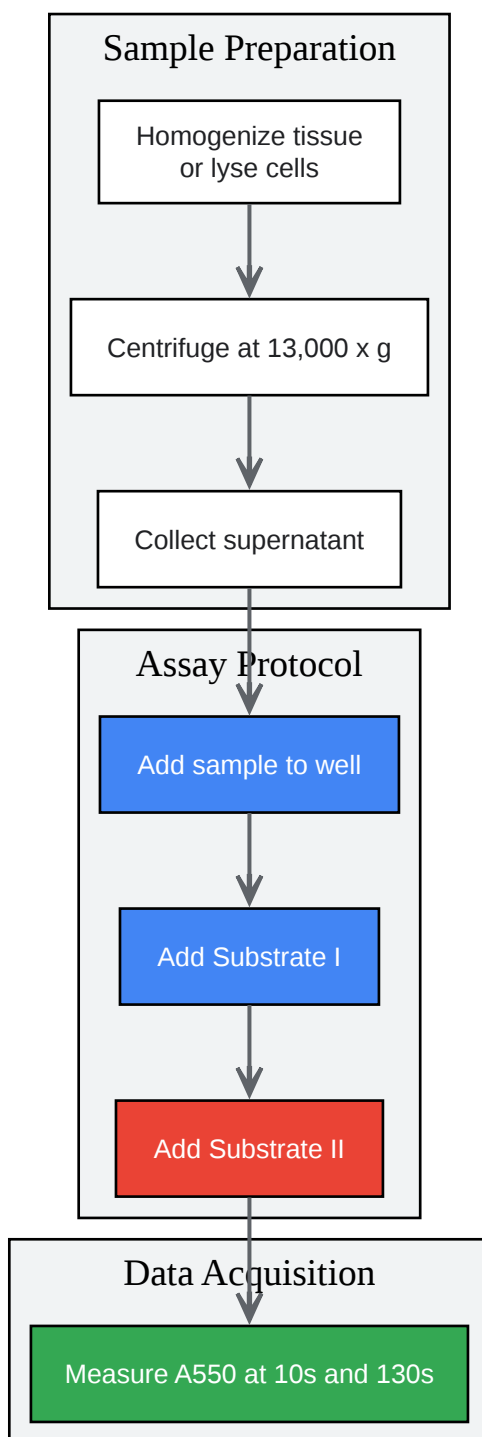 Sample Preparation
Homogenize tissue
or lyse cells
Centrifuge at 13,000 x g
Collect supernatant
Assay Protocol
Add sample to well
Add Substrate I
Add Substrate II
Data Acquisition
Measure A550 at 10s and 130s